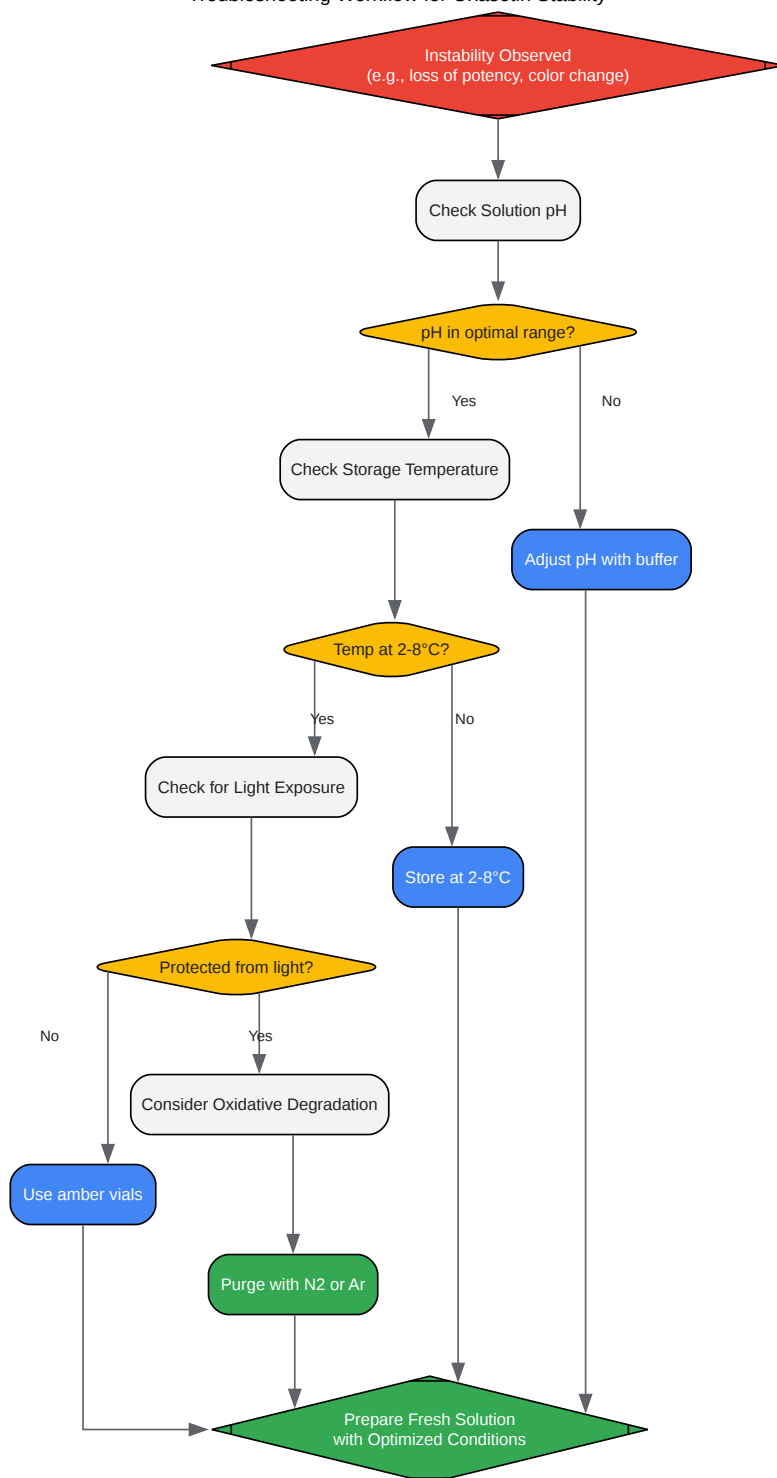 Instability Observed
(e.g., loss of potency, color change)
Check Solution pH
pH in optimal range?
Yes
No
Check Storage Temperature
Adjust pH with buffer
Temp at 2-8°C?
Yes
No
Check for Light Exposure
Store at 2-8°C
Protected from light?
No
Yes
Consider Oxidative Degradation
Use amber vials
Purge with N2 or Ar
Prepare Fresh Solution
with Optimized Conditions